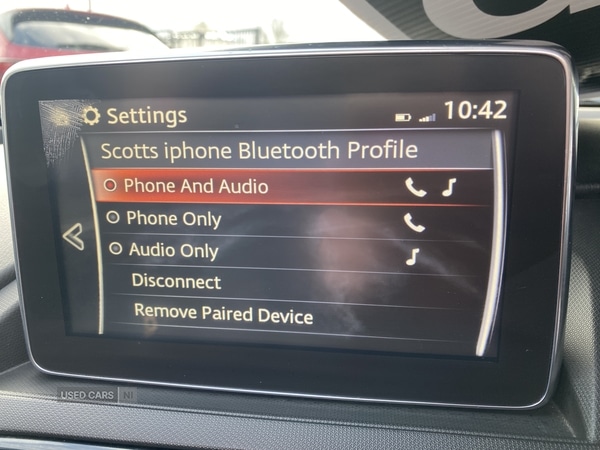 Settings
10:42
Scotts iphone Bluetooth Profile
Phone And Audio
Phone Only
Audio Only
Disconnect
Remove Paired Device
USED CARS NI